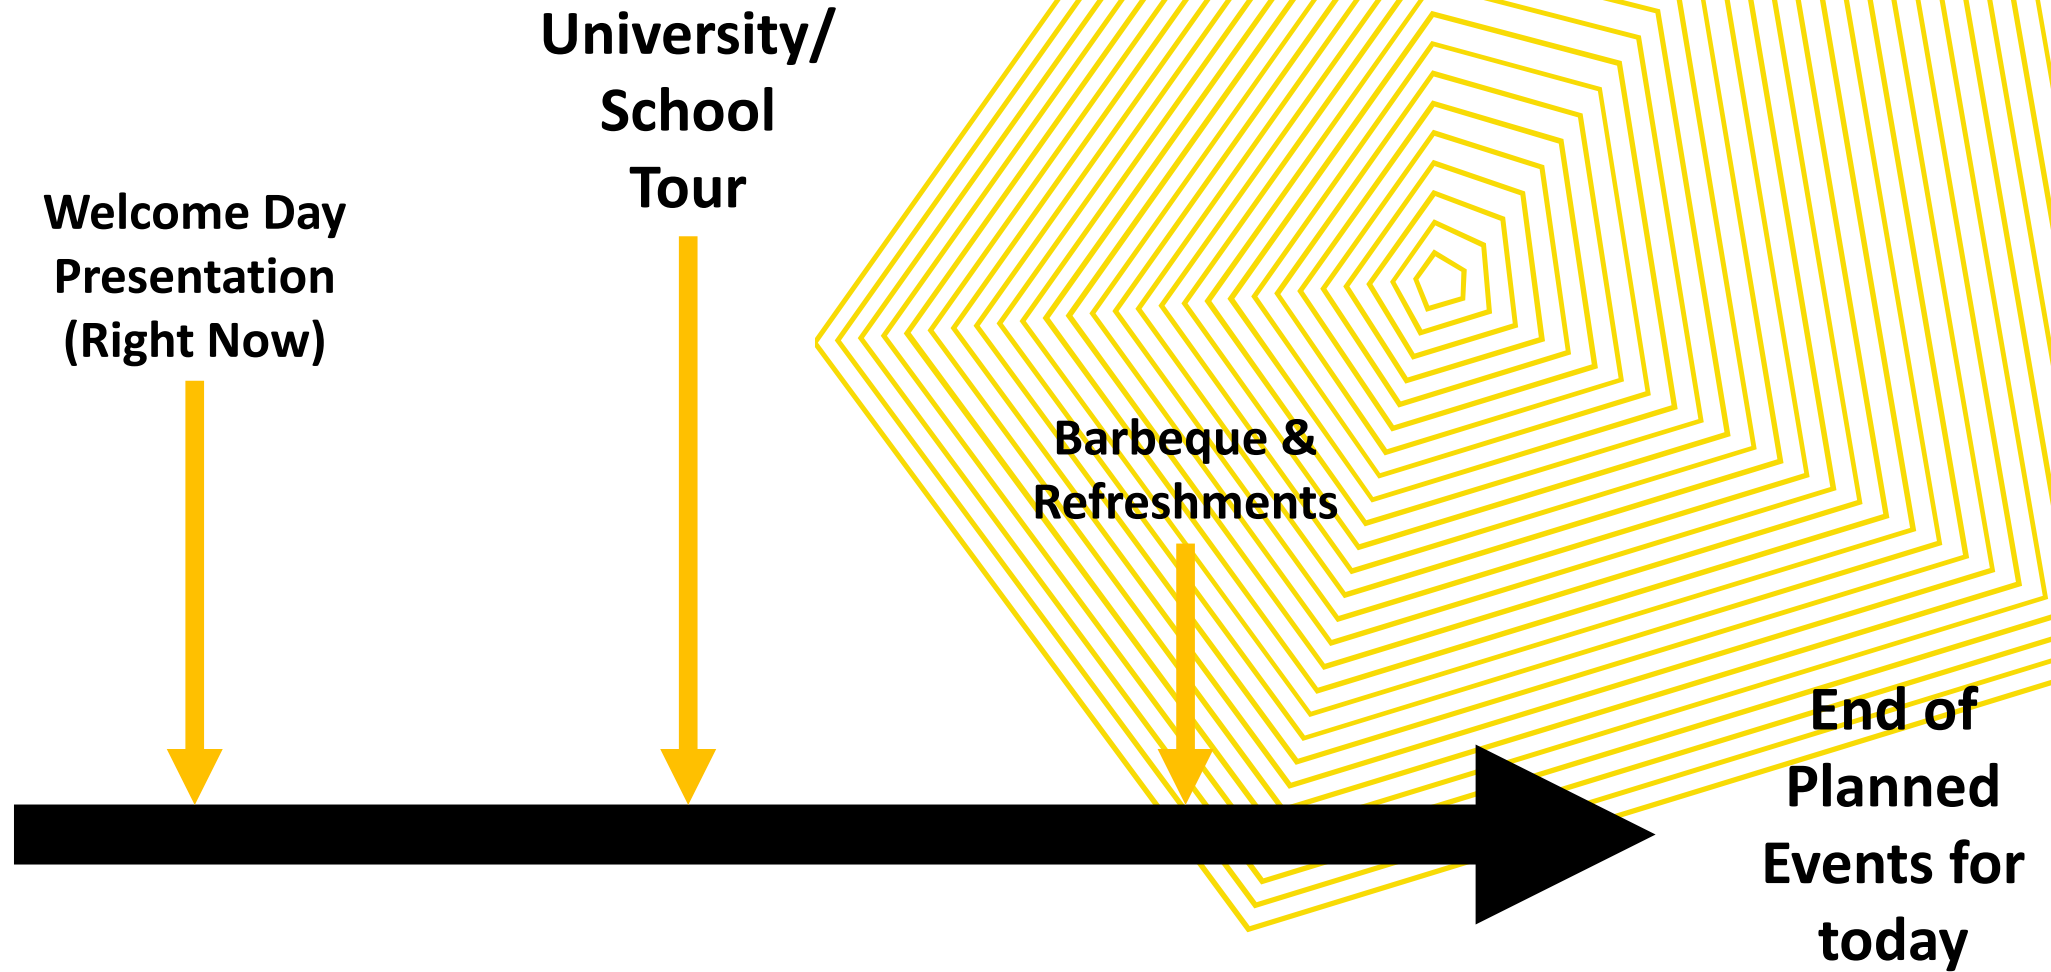 Welcome Day
Presentation
(Right Now)
University/
School
Tour
Barbeque &
Refreshments
End of
Planned
Events for
today